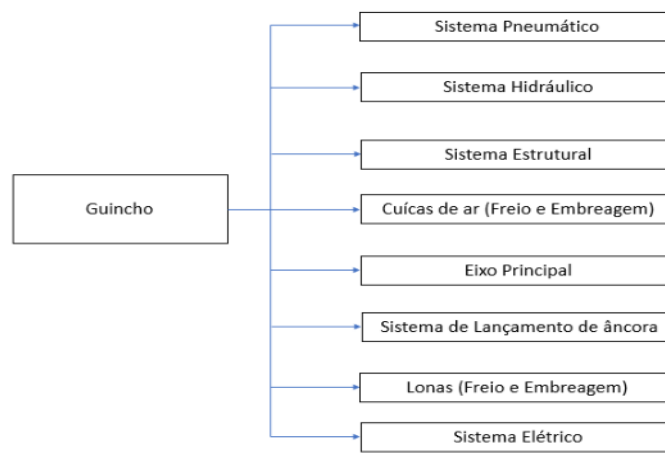 Sistema Pneumático
Sistema Hidráulico
Sistema Estrutural
Guincho
Cuícas de ar (Freio e Embreagem)
Eixo Principal
Sistema de Lançamento de âncora
Lonas (Freio e Embreagem)
Sistema Elétrico